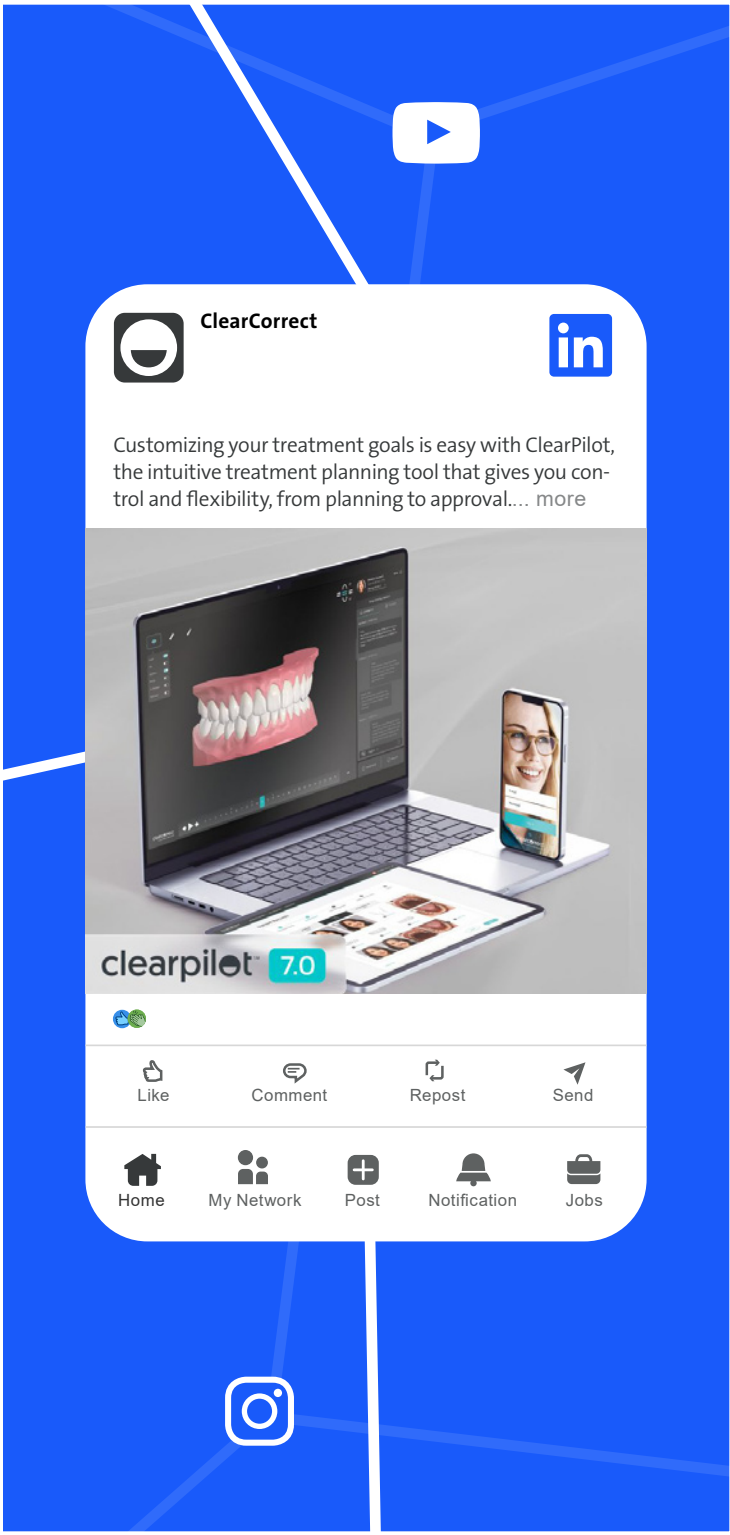 ClearCorrect
in
Customizing your treatment goals is easy with ClearPilot,
the intuitive treatment planning tool that gives you con-
trol and flexibility, from planning to approval.... more
clearpilot™ 7.0
Like Comment Repost Send
Home My Network Post Notification Jobs